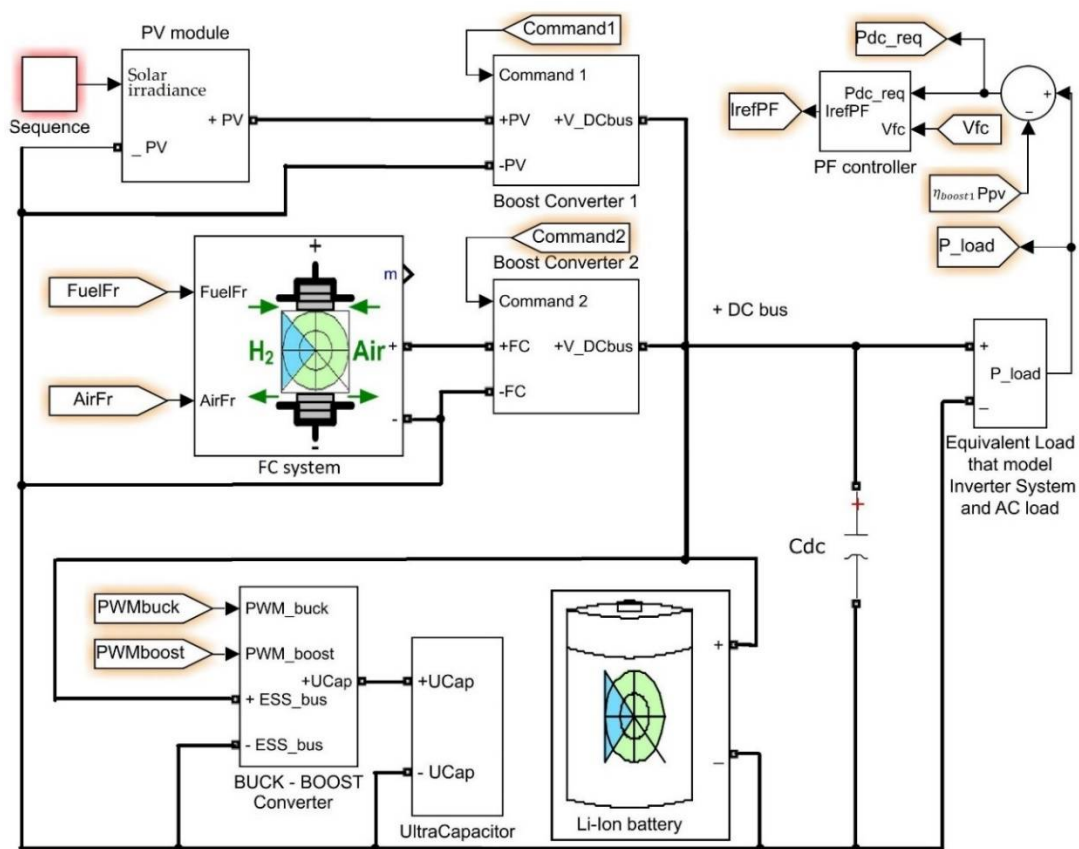 PV module
Solar
irradiance
+ PV
_ PV
Sequence
Command1
Command 1
+PV
+V_DCbus
-PV
Boost Converter 1
Pdc_req
Pdc_req
IrefPF
IrefPF
Vfc
Vfc
PF controller
+
−
ηboost1 Ppv
P_load
Command2
Boost Converter 2
Command 2
+FC
+V_DCbus
-FC
FuelFr
FuelFr
AirFr
AirFr
+
m
H2
Air
+
-
-
FC system
+ DC bus
+
P_load
_
Equivalent Load
that model
Inverter System
and AC load
+
Cdc
PWMbuck
PWM_buck
PWMboost
PWM_boost
+UCap
+ ESS_bus
- ESS_bus
BUCK - BOOST
Converter
+UCap
- UCap
UltraCapacitor
+
_
Li-Ion battery